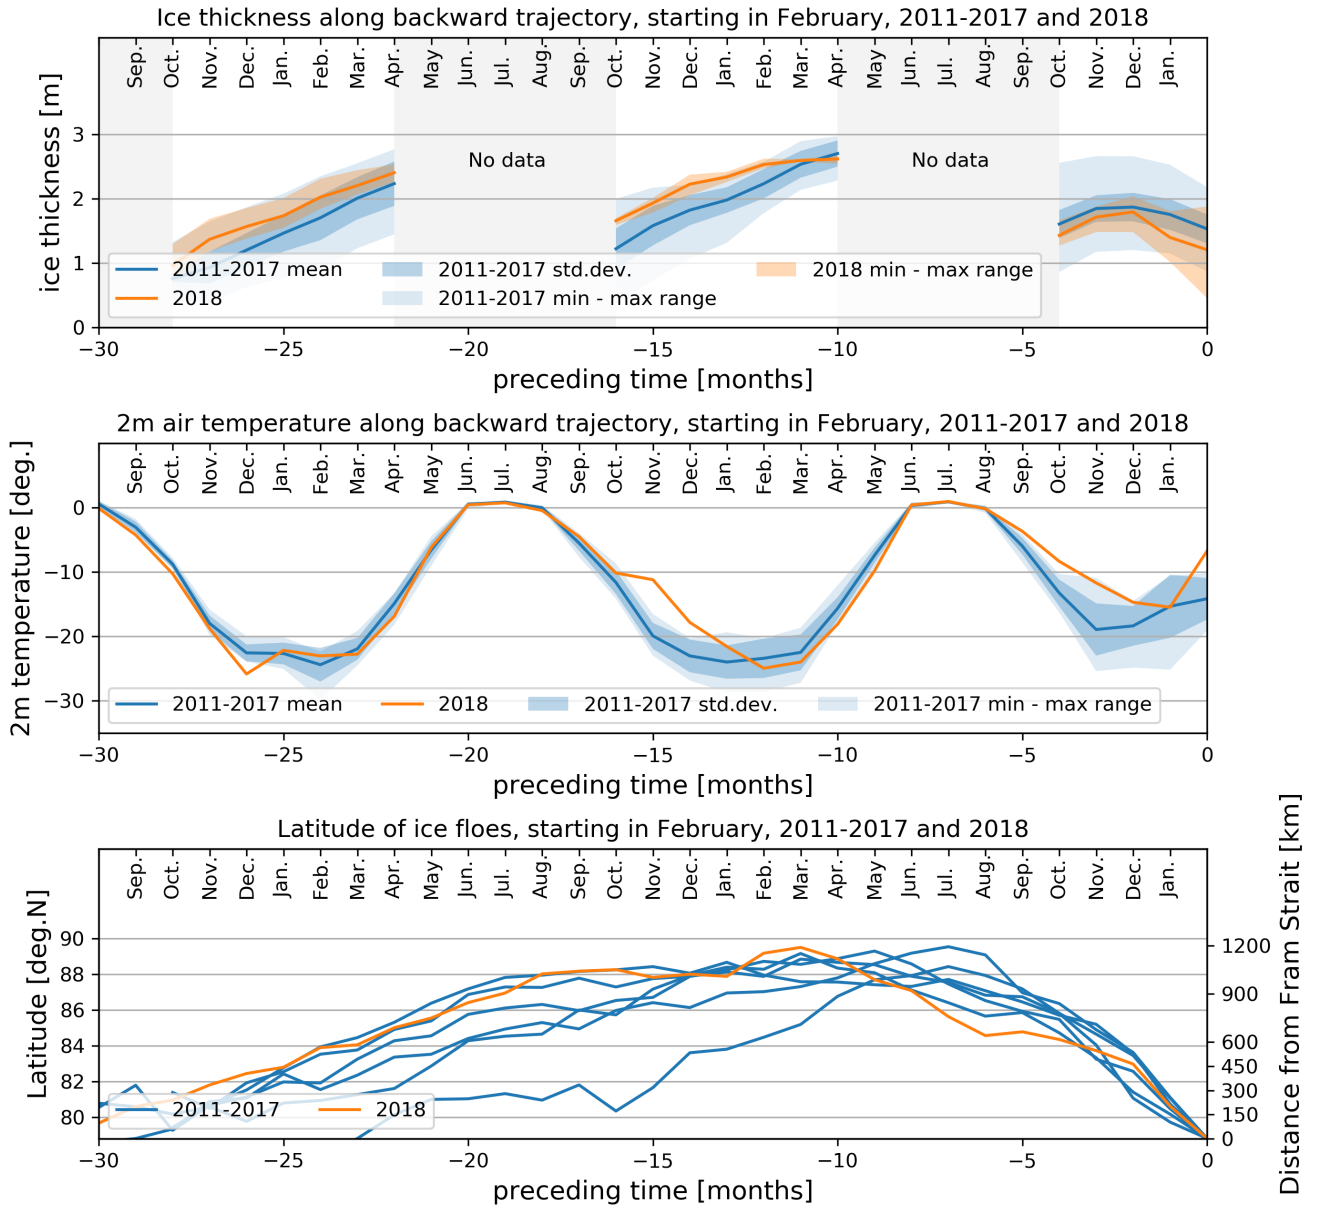 Ice thickness along backward trajectory, starting in February, 2011-2017 and 2018
Sep. Oct. Nov. Dec. Jan. Feb. Mar. Apr. May Jun. Jul. Aug. Sep. Oct. Nov. Dec. Jan. Feb. Mar. Apr. May Jun. Jul. Aug. Sep. Oct. Nov. Dec. Jan.
ice thickness [m]
3
2
1
0
No data
No data
2011-2017 mean
2018
2011-2017 std.dev.
2011-2017 min - max range
2018 min - max range
−30 −25 −20 −15 −10 −5 0
preceding time [months]
2m air temperature along backward trajectory, starting in February, 2011-2017 and 2018
Sep. Oct. Nov. Dec. Jan. Feb. Mar. Apr. May Jun. Jul. Aug. Sep. Oct. Nov. Dec. Jan. Feb. Mar. Apr. May Jun. Jul. Aug. Sep. Oct. Nov. Dec. Jan.
2m temperature [deg.]
0
−10
−20
−30
2011-2017 mean
2018
2011-2017 std.dev.
2011-2017 min - max range
−30 −25 −20 −15 −10 −5 0
preceding time [months]
Latitude of ice floes, starting in February, 2011-2017 and 2018
Sep. Oct. Nov. Dec. Jan. Feb. Mar. Apr. May Jun. Jul. Aug. Sep. Oct. Nov. Dec. Jan. Feb. Mar. Apr. May Jun. Jul. Aug. Sep. Oct. Nov. Dec. Jan.
Latitude [deg.N]
90
88
86
84
82
80
2011-2017
2018
1200
900
600
450
300
150
0
Distance from Fram Strait [km]
−30 −25 −20 −15 −10 −5 0
preceding time [months]